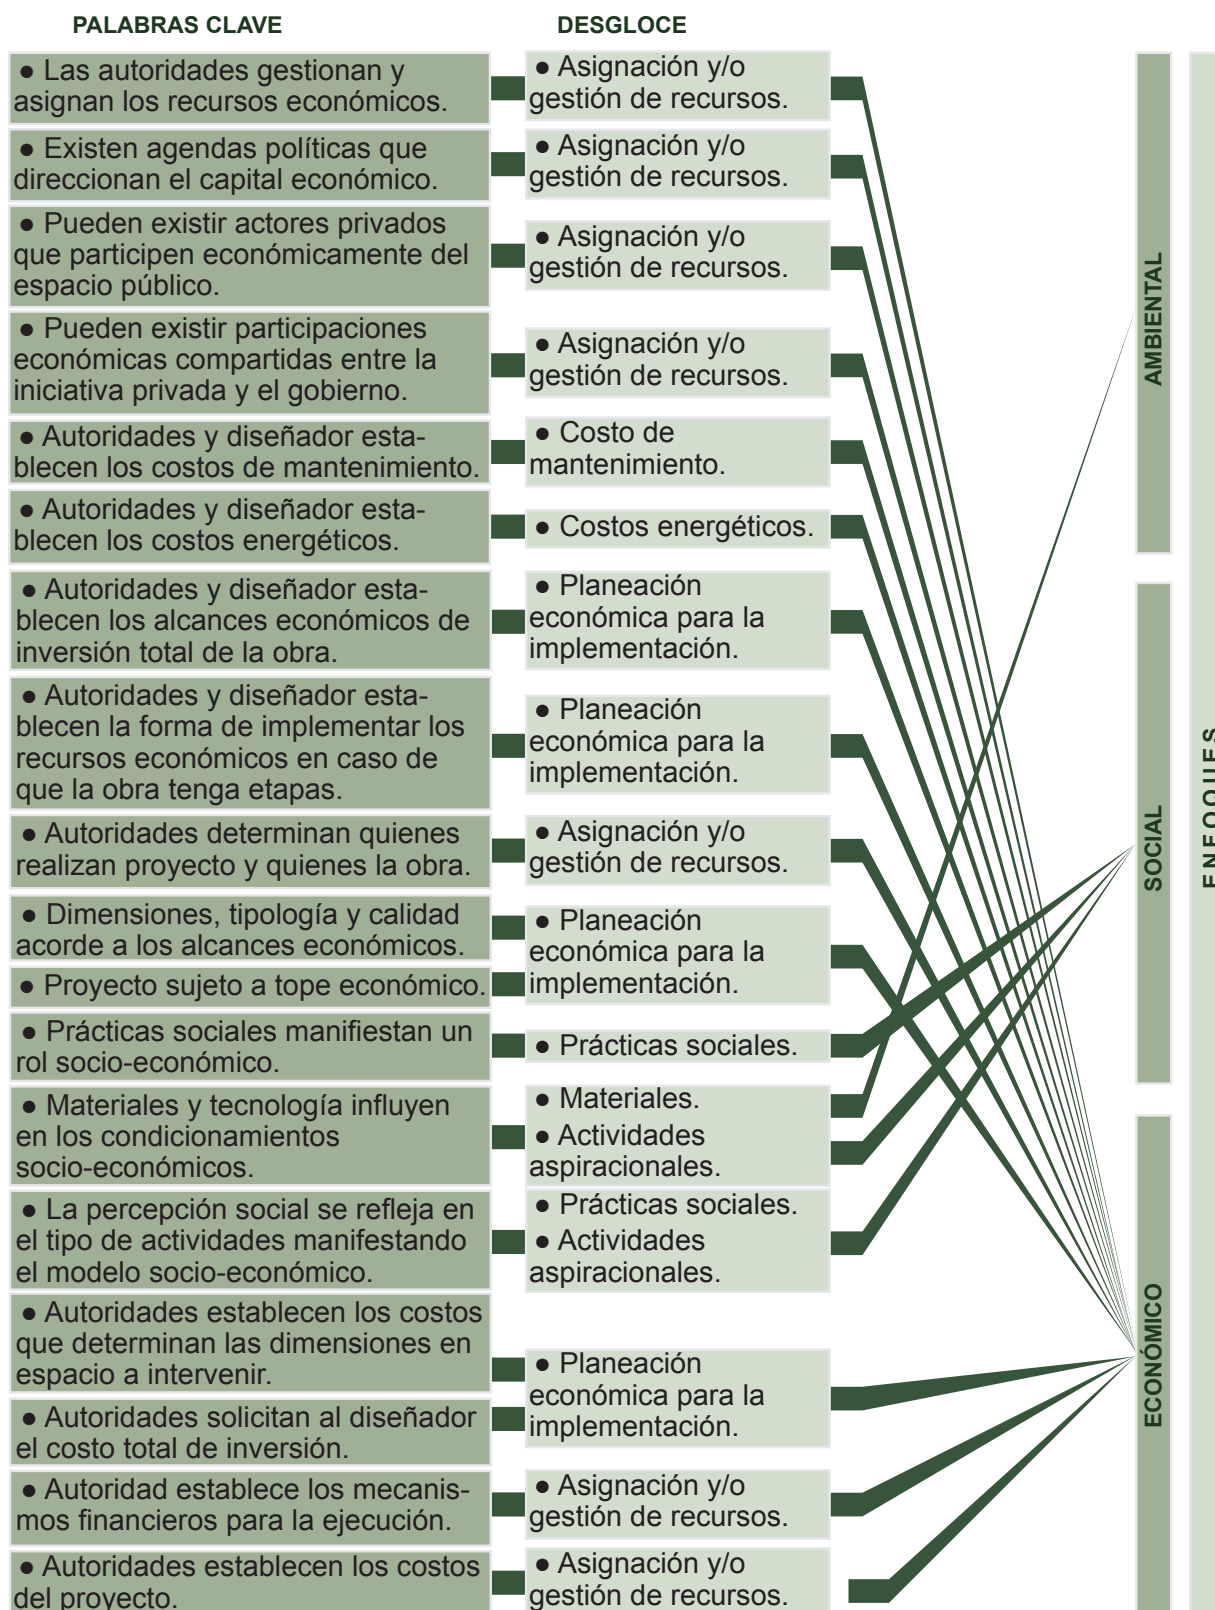 PALABRAS CLAVE
● Las autoridades gestionan y
asignan los recursos económicos.
● Existen agendas políticas que
direccionan el capital económico.
● Pueden existir actores privados
que participen económicamente del
espacio público.
● Pueden existir participaciones
económicas compartidas entre la
iniciativa privada y el gobierno.
● Autoridades y diseñador esta-
blecen los costos de mantenimiento.
● Autoridades y diseñador esta-
blecen los costos energéticos.
● Autoridades y diseñador esta-
blecen los alcances económicos de
inversión total de la obra.
● Autoridades y diseñador esta-
blecen la forma de implementar los
recursos económicos en caso de
que la obra tenga etapas.
● Autoridades determinan quienes
realizan proyecto y quienes la obra.
● Dimensiones, tipología y calidad
acorde a los alcances económicos.
● Proyecto sujeto a tope económico.
● Prácticas sociales manifiestan un
rol socio-económico.
● Materiales y tecnología influyen
en los condicionamientos
socio-económicos.
● La percepción social se refleja en
el tipo de actividades manifestando
el modelo socio-económico.
● Autoridades establecen los costos
que determinan las dimensiones en
espacio a intervenir.
● Autoridades solicitan al diseñador
el costo total de inversión.
● Autoridad establece los mecanis-
mos financieros para la ejecución.
● Autoridades establecen los costos
del proyecto.
DESGLOCE
● Asignación y/o
gestión de recursos.
● Asignación y/o
gestión de recursos.
● Asignación y/o
gestión de recursos.
● Asignación y/o
gestión de recursos.
● Costo de
mantenimiento.
● Costos energéticos.
● Planeación
económica para la
implementación.
● Planeación
económica para la
implementación.
● Asignación y/o
gestión de recursos.
● Planeación
económica para la
implementación.
● Prácticas sociales.
● Materiales.
● Actividades
aspiracionales.
● Prácticas sociales.
● Actividades
aspiracionales.
● Planeación
económica para la
implementación.
● Asignación y/o
gestión de recursos.
● Asignación y/o
gestión de recursos.
AMBIENTAL
SOCIAL
ECONÓMICO
ENFOQUES